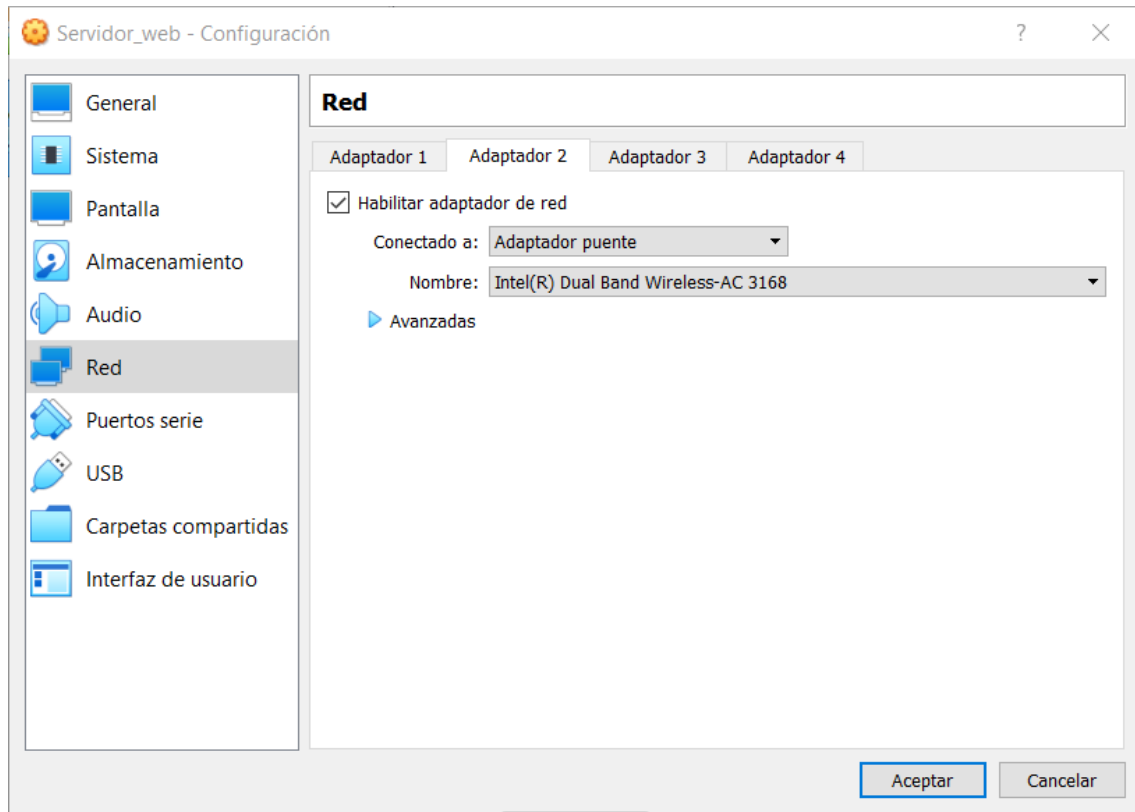 Servidor_web - Configuración
?
General
Sistema
Pantalla
Almacenamiento
Audio
Red
Puertos serie
USB
Carpetas compartidas
Interfaz de usuario
Red
Adaptador 1 Adaptador 2 Adaptador 3 Adaptador 4
Habilitar adaptador de red
Conectado a: Adaptador puente
Nombre: Intel(R) Dual Band Wireless-AC 3168
Avanzadas
Aceptar Cancelar